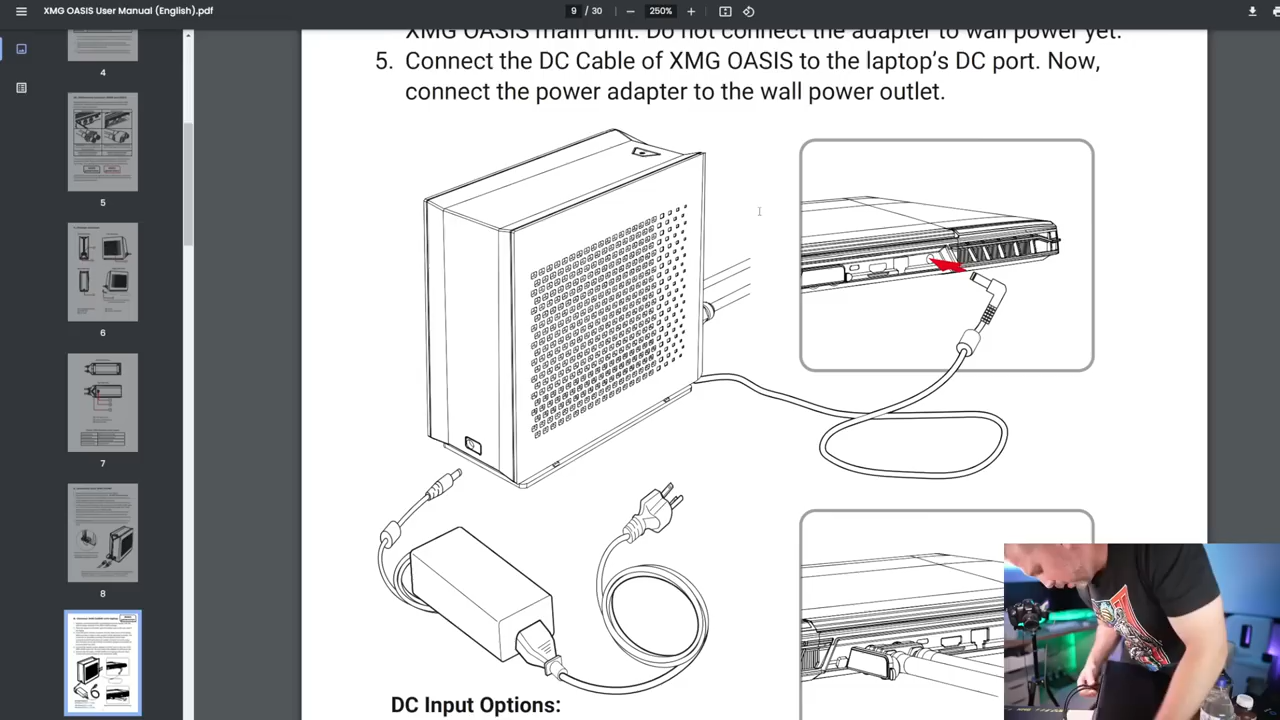 XMG OASIS User Manual (English).pdf
9 / 30
250%
XMG OASIS main unit. Do not connect the adapter to wall power yet.
5. Connect the DC Cable of XMG OASIS to the laptop's DC port. Now,
connect the power adapter to the wall power outlet.
4
5
6
7
8
DC Input Options: